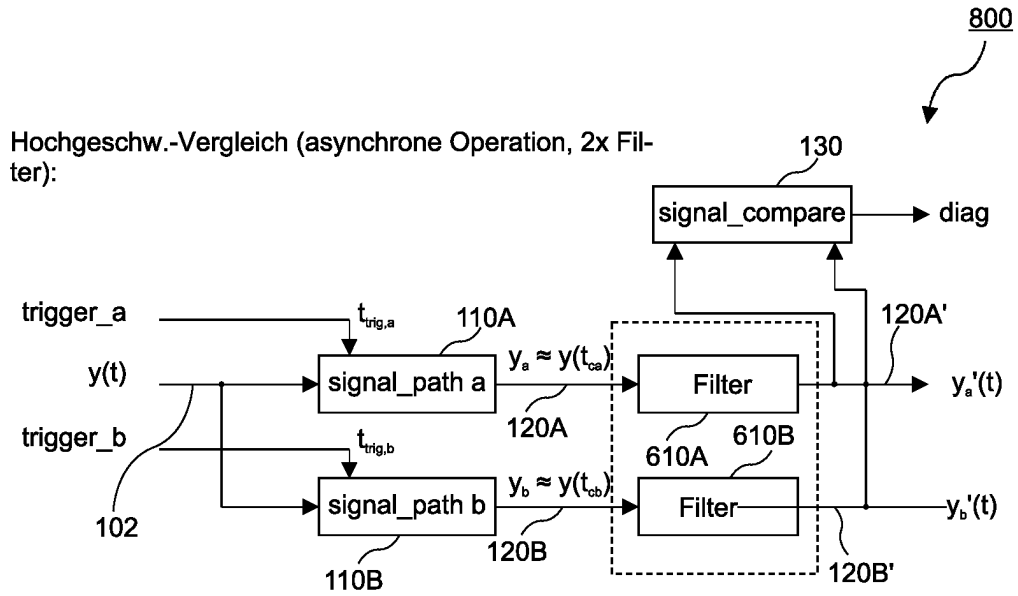 800
Hochgeschw.-Vergleich (asynchrone Operation, 2x Fil-
ter):
130
signal_compare
diag
trigger_a
t_trig,a
110A
120A'
y(t)
signal_path a
y_a ≈ y(t_ca)
Filter
y_a'(t)
120A
610A
610B
trigger_b
t_trig,b
102
signal_path b
y_b ≈ y(t_cb)
Filter
y_b'(t)
110B
120B
120B'